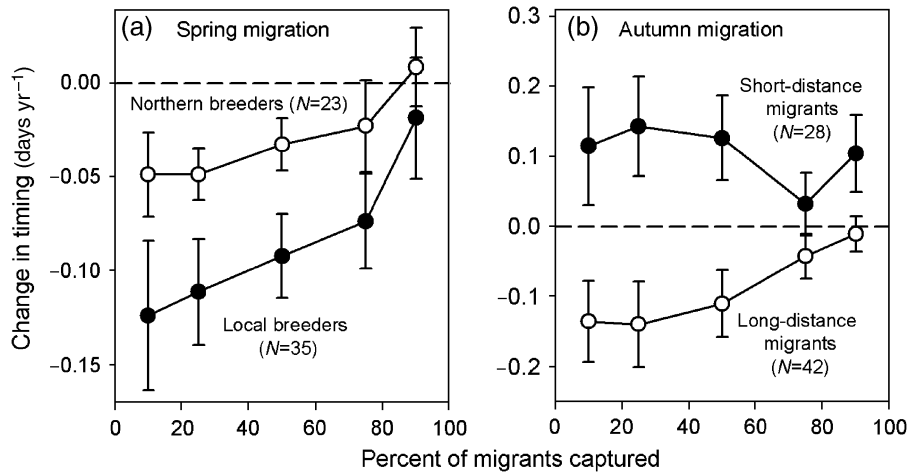 (a) Spring migration
0.00
−0.05
−0.10
−0.15
Change in timing (days yr−1)
Northern breeders (N=23)
Local breeders
(N=35)
0 20 40 60 80 100
(b) Autumn migration
0.3
0.2
0.1
0.0
−0.1
−0.2
Short-distance
migrants
(N=28)
Long-distance
migrants
(N=42)
0 20 40 60 80 100
Percent of migrants captured